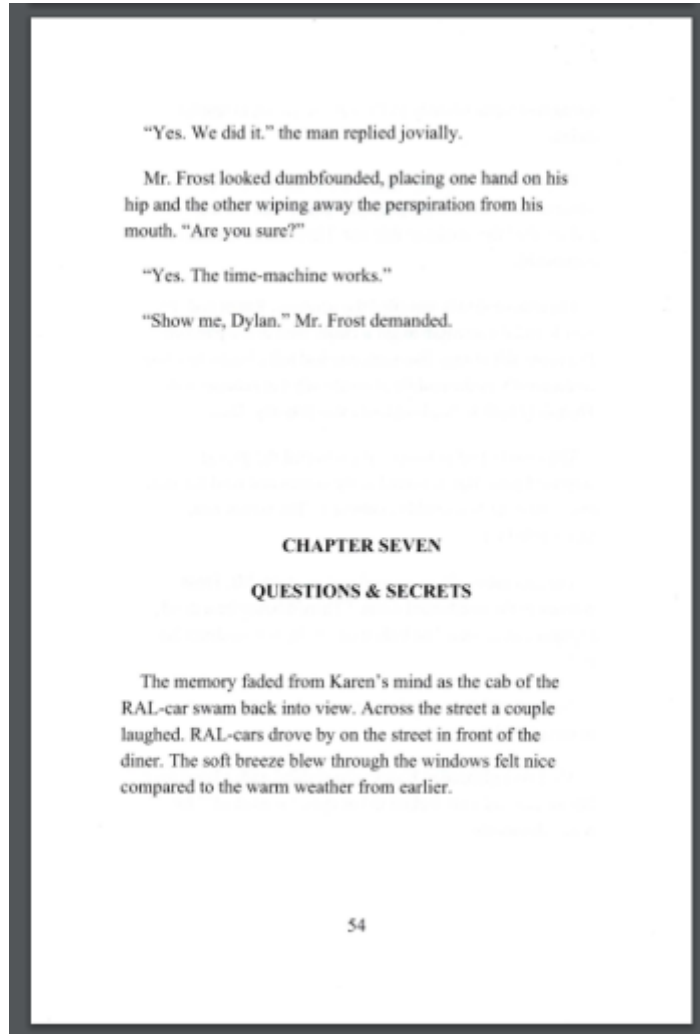 “Yes. We did it.” the man replied jovially.
Mr. Frost looked dumbfounded, placing one hand on his
hip and the other wiping away the perspiration from his
mouth. “Are you sure?”
“Yes. The time-machine works.”
“Show me, Dylan.” Mr. Frost demanded.
CHAPTER SEVEN
QUESTIONS & SECRETS
The memory faded from Karen’s mind as the cab of the
RAL-car swam back into view. Across the street a couple
laughed. RAL-cars drove by on the street in front of the
diner. The soft breeze blew through the windows felt nice
compared to the warm weather from earlier.
54